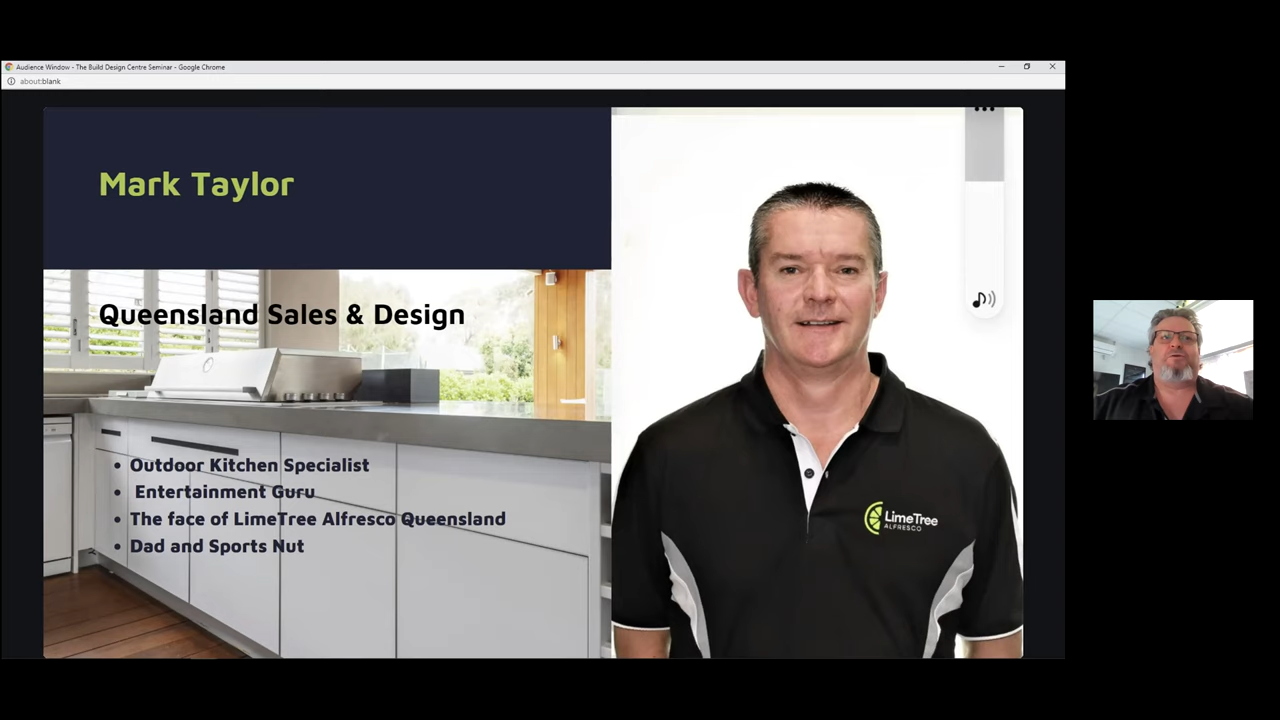 Audience Window - The Build Design Centre Seminar - Google Chrome
about:blank
Mark Taylor
Queensland Sales & Design
• Outdoor Kitchen Specialist
• Entertainment Guru
• The face of LimeTree Alfresco Queensland
• Dad and Sports Nut
LimeTree
ALFRESCO